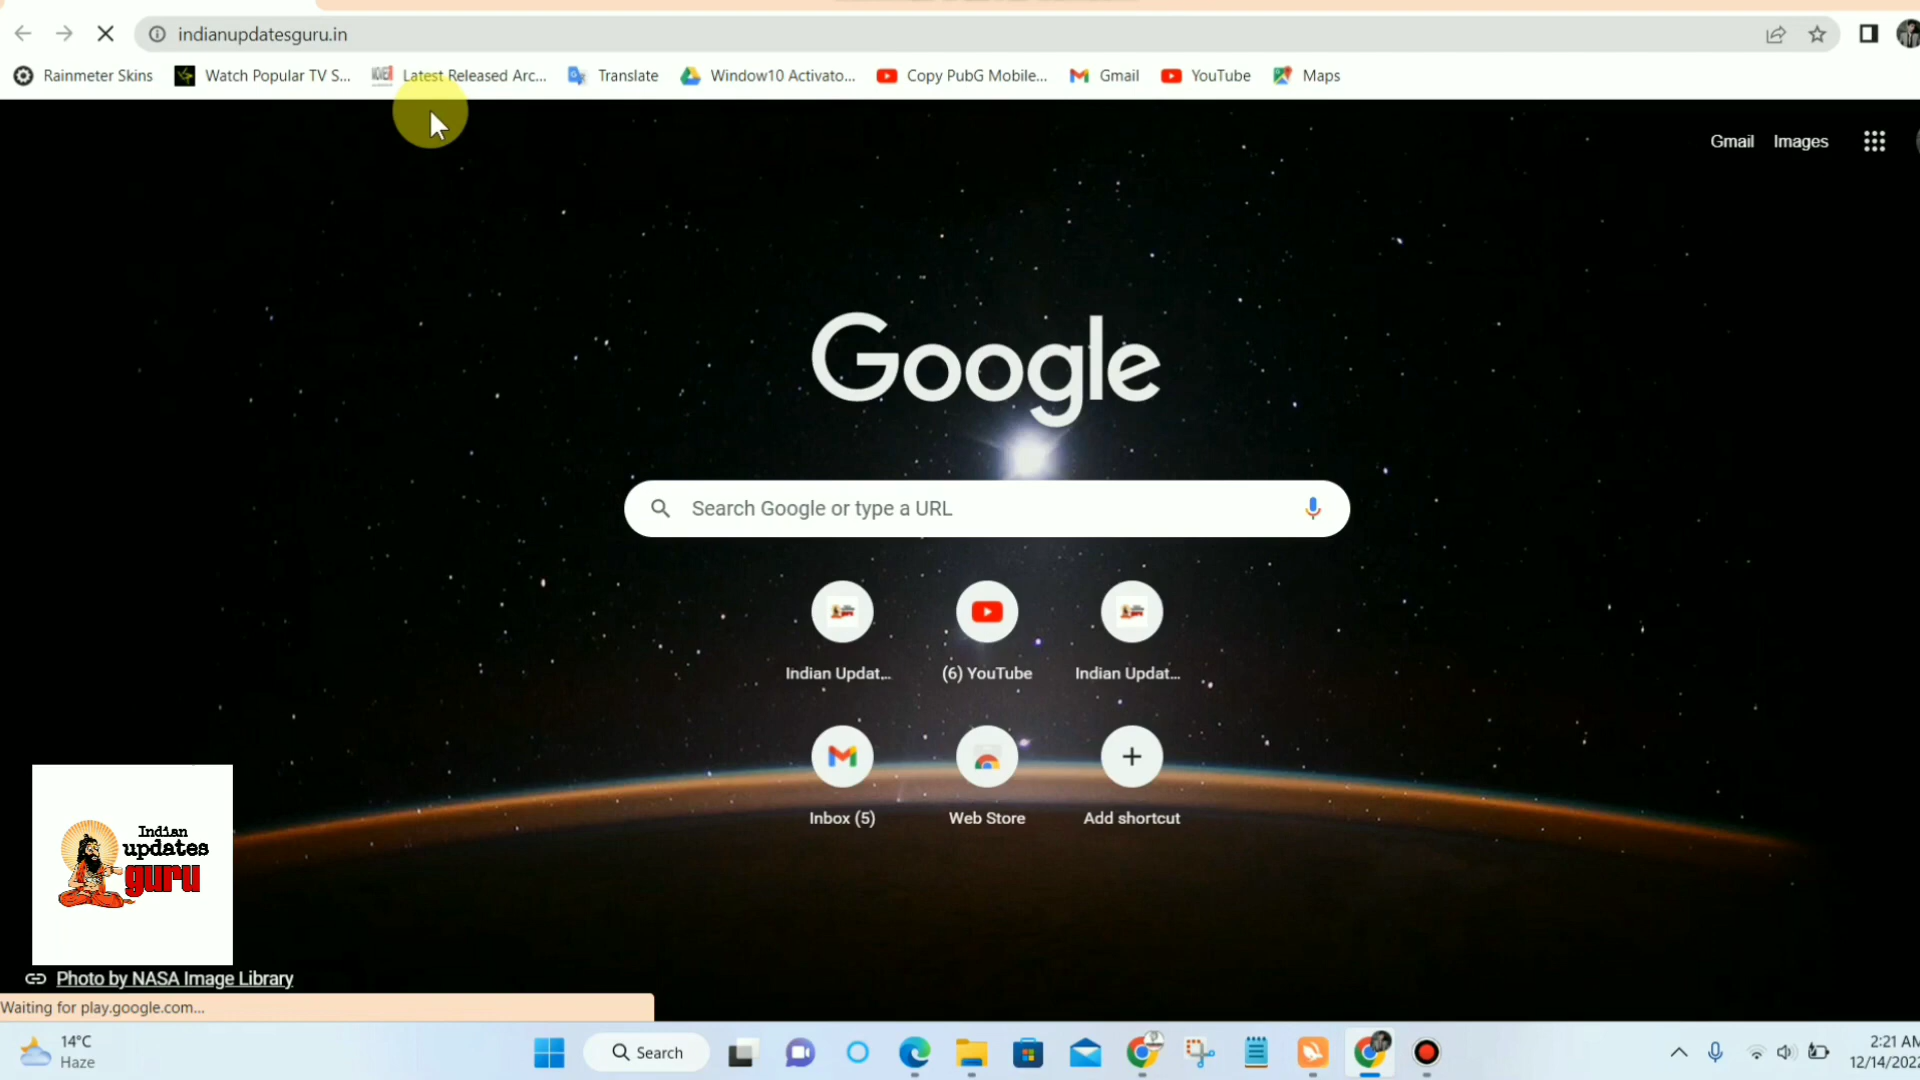 indianupdatesguru.in
Rainmeter Skins
Watch Popular TV S...
Latest Released Arc...
Translate
Window10 Activato...
Copy PubG Mobile...
Gmail
YouTube
Maps
Gmail
Images
Google
Search Google or type a URL
Indian Updat...
(6) YouTube
Indian Updat...
Inbox (5)
Web Store
Add shortcut
Indian
updates
guru
Photo by NASA Image Library
Waiting for play.google.com...
14°C
Haze
Search
2:21 AM
12/14/2022